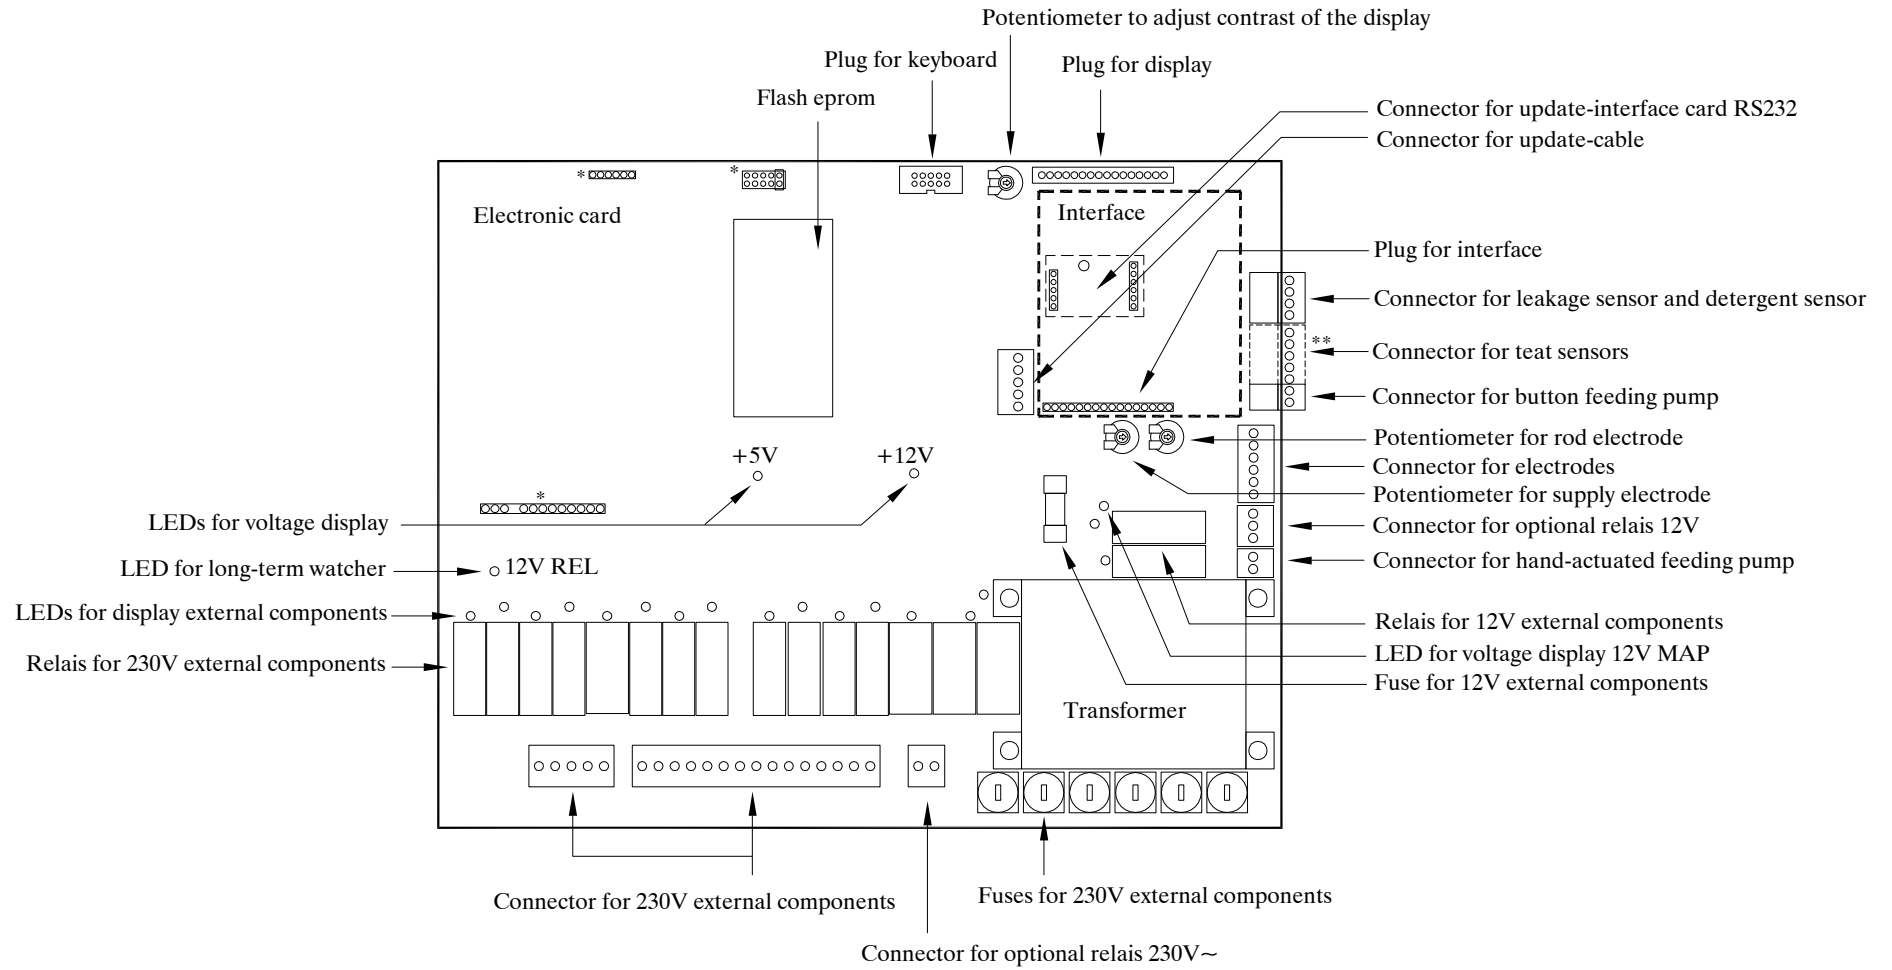 Potentiometer to adjust contrast of the display
Plug for keyboard
Plug for display
Flash eprom
Connector for update-interface card RS232
Connector for update-cable
*
*
Electronic card
Interface
Plug for interface
Connector for leakage sensor and detergent sensor
**
Connector for teat sensors
Connector for button feeding pump
Potentiometer for rod electrode
+5V
+12V
Connector for electrodes
Potentiometer for supply electrode
*
LEDs for voltage display
Connector for optional relais 12V
Connector for hand-actuated feeding pump
LED for long-term watcher
12V REL
LEDs for display external components
Relais for 12V external components
LED for voltage display 12V MAP
Relais for 230V external components
Fuse for 12V external components
Transformer
Connector for 230V external components
Fuses for 230V external components
Connector for optional relais 230V~